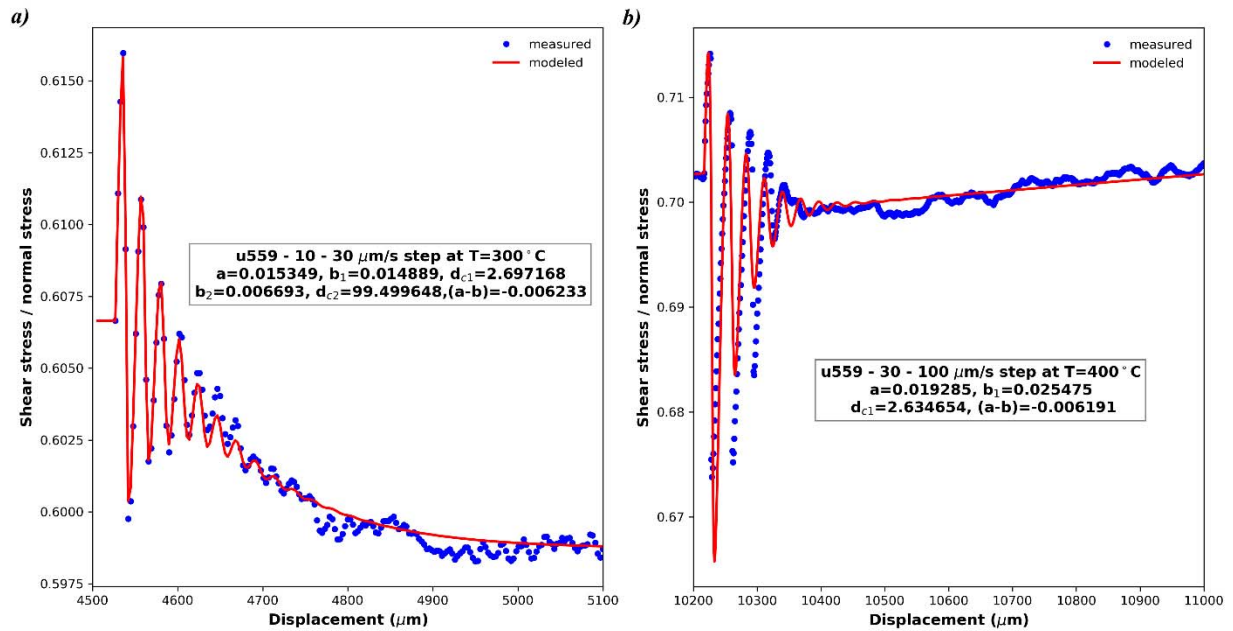 a)
measured
modeled
0.6150
0.6125
0.6100
0.6075
0.6050
0.6025
0.6000
0.5975
Shear stress / normal stress
u559 - 10 - 30 μm/s step at T=300°C
a=0.015349, b₁=0.014889, d꜀₁=2.697168
b₂=0.006693, d꜀₂=99.499648,(a-b)=-0.006233
4500 4600 4700 4800 4900 5000 5100
Displacement (μm)
b)
measured
modeled
0.71
0.70
0.69
0.68
0.67
Shear stress / normal stress
u559 - 30 - 100 μm/s step at T=400°C
a=0.019285, b₁=0.025475
d꜀₁=2.634654, (a-b)=-0.006191
10200 10300 10400 10500 10600 10700 10800 10900 11000
Displacement (μm)